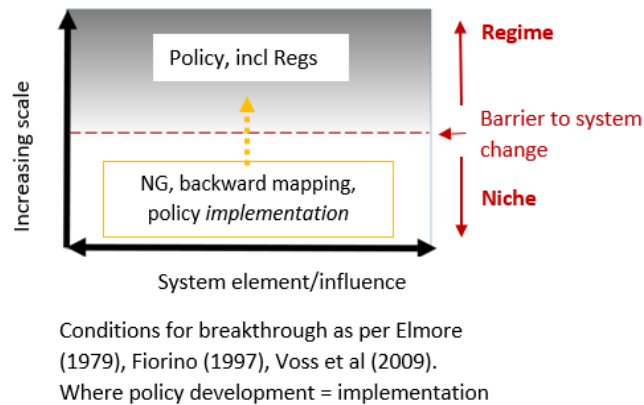 Policy, incl Regs
Regime
Increasing scale
Barrier to system
change
NG, backward mapping,
policy implementation
Niche
System element/influence
Conditions for breakthrough as per Elmore
(1979), Fiorino (1997), Voss et al (2009).
Where policy development = implementation